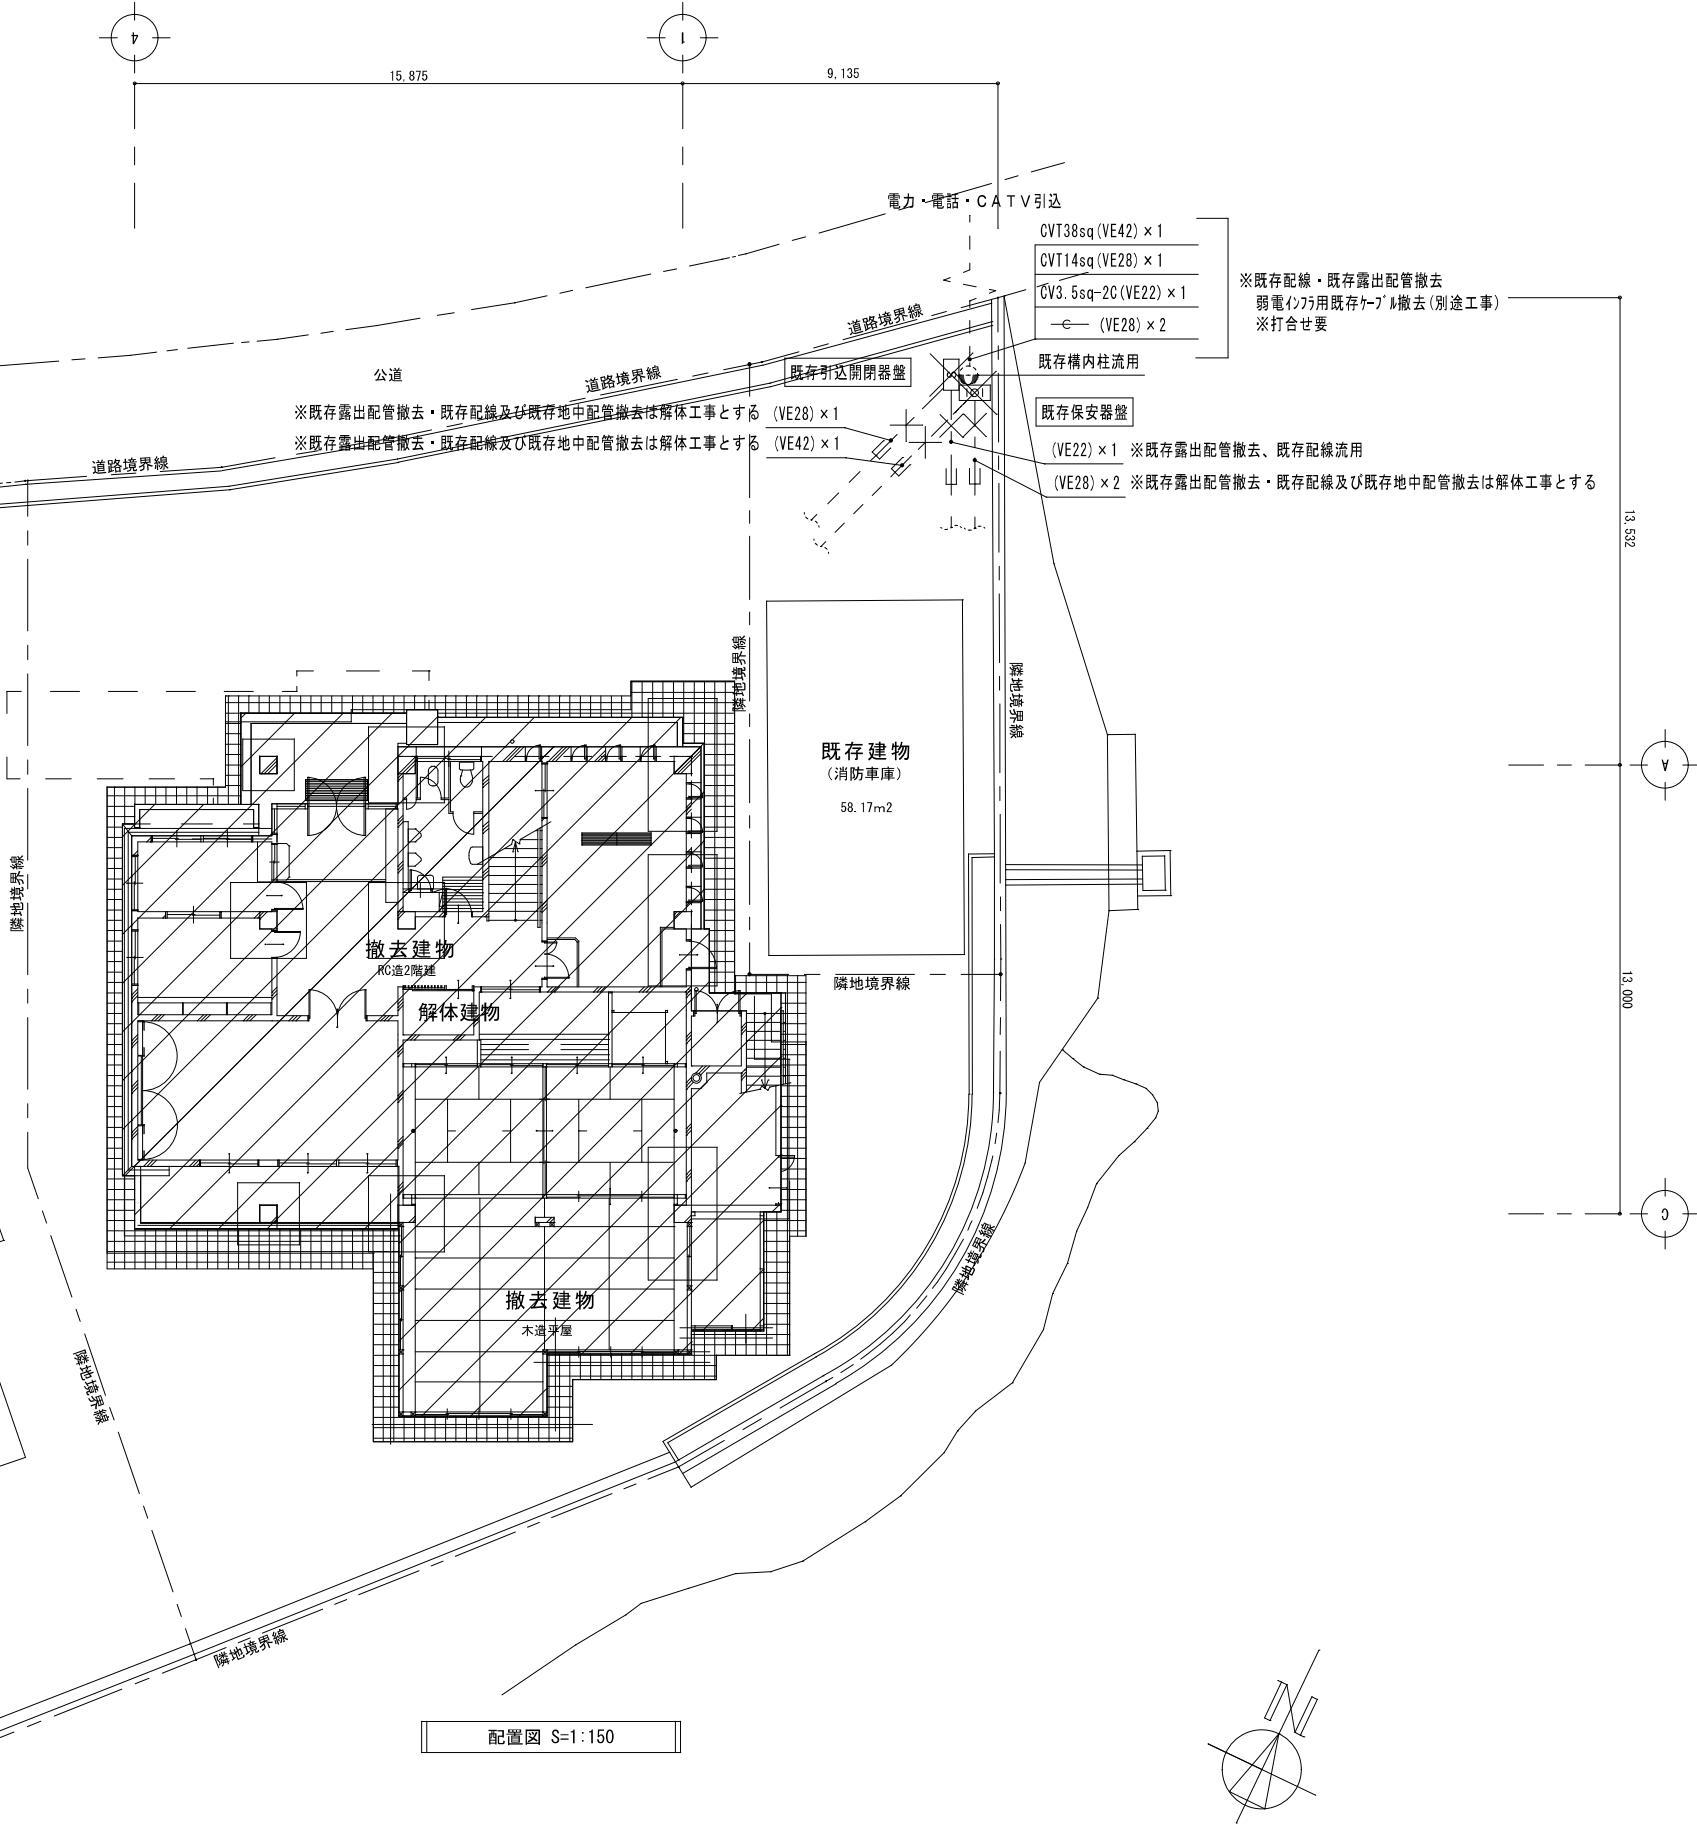 4
1
15,875
9,135
電力・電話・CATV引込
CVT38sq(VE42)×1
CVT14sq(VE28)×1
CV3.5sq-2C(VE22)×1
C (VE28)×2
※既存配線・既存露出配管撤去
弱電インフラ用既存ケーブル撤去(別途工事)
※打合せ要
道路境界線
既存構内柱流用
既存引込開閉器盤
公道
道路境界線
※既存露出配管撤去・既存配線及び既存地中配管撤去は解体工事とする (VE28)×1
既存保安器盤
※既存露出配管撤去・既存配線及び既存地中配管撤去は解体工事とする (VE42)×1
(VE22)×1 ※既存露出配管撤去、既存配線流用
道路境界線
(VE28)×2 ※既存露出配管撤去・既存配線及び既存地中配管撤去は解体工事とする
13,532
隣地境界線
隣地境界線
既存建物
(消防車庫)
58.17m2
A
隣地境界線
撤去建物
RC造2階建
隣地境界線
解体建物
13,000
C
隣地境界線
撤去建物
木造平屋
隣地境界線
隣地境界線
配置図 S=1:150
N